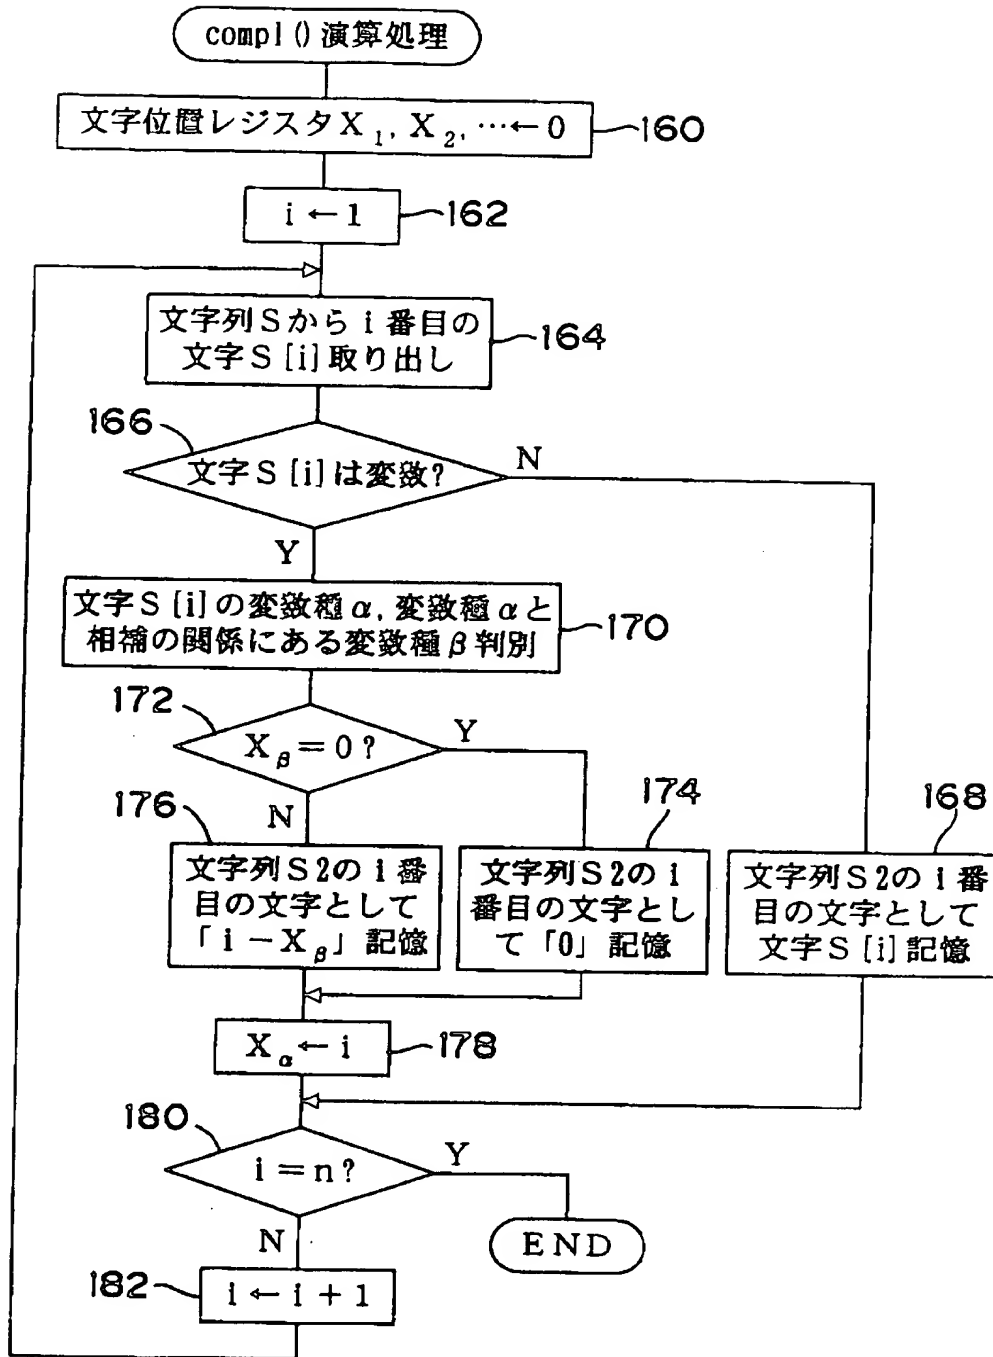 compl()演算処理
文字位置レジスタX1, X2, …←0
160
i←1
162
文字列Sからi番目の
文字S[i]取り出し
164
166
文字S[i]は変数?
N
Y
文字S[i]の変数種α, 変数種αと
相補の関係にある変数種β判別
170
172
Xβ=0?
Y
N
176
文字列S2のi番
目の文字として
「i-Xβ」記憶
174
文字列S2のi
番目の文字とし
て「0」記憶
168
文字列S2のi番
目の文字として
文字S[i]記憶
Xα←i
178
180
i=n?
Y
N
END
182
i←i+1